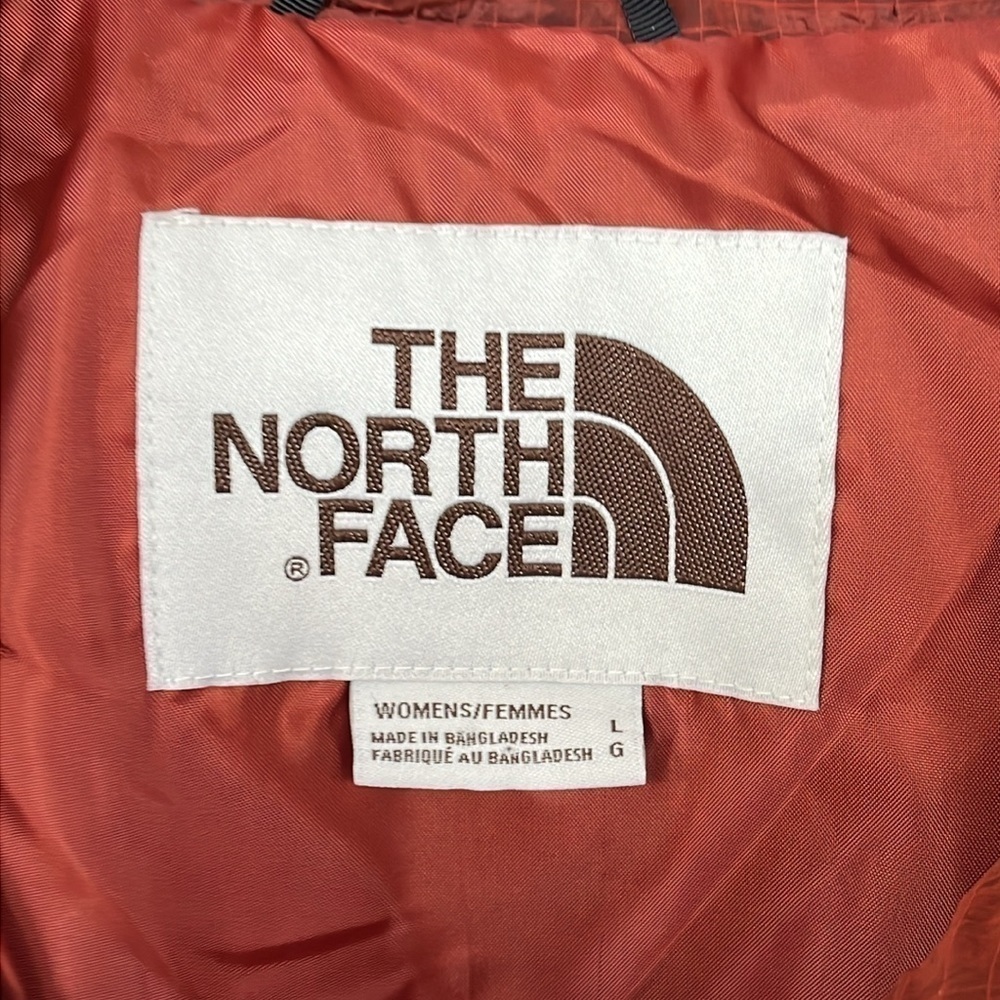 THE
NORTH
FACE
®
WOMENS/FEMMES
MADE IN BANGLADESH
FABRIQUÉ AU BANGLADESH
L
G